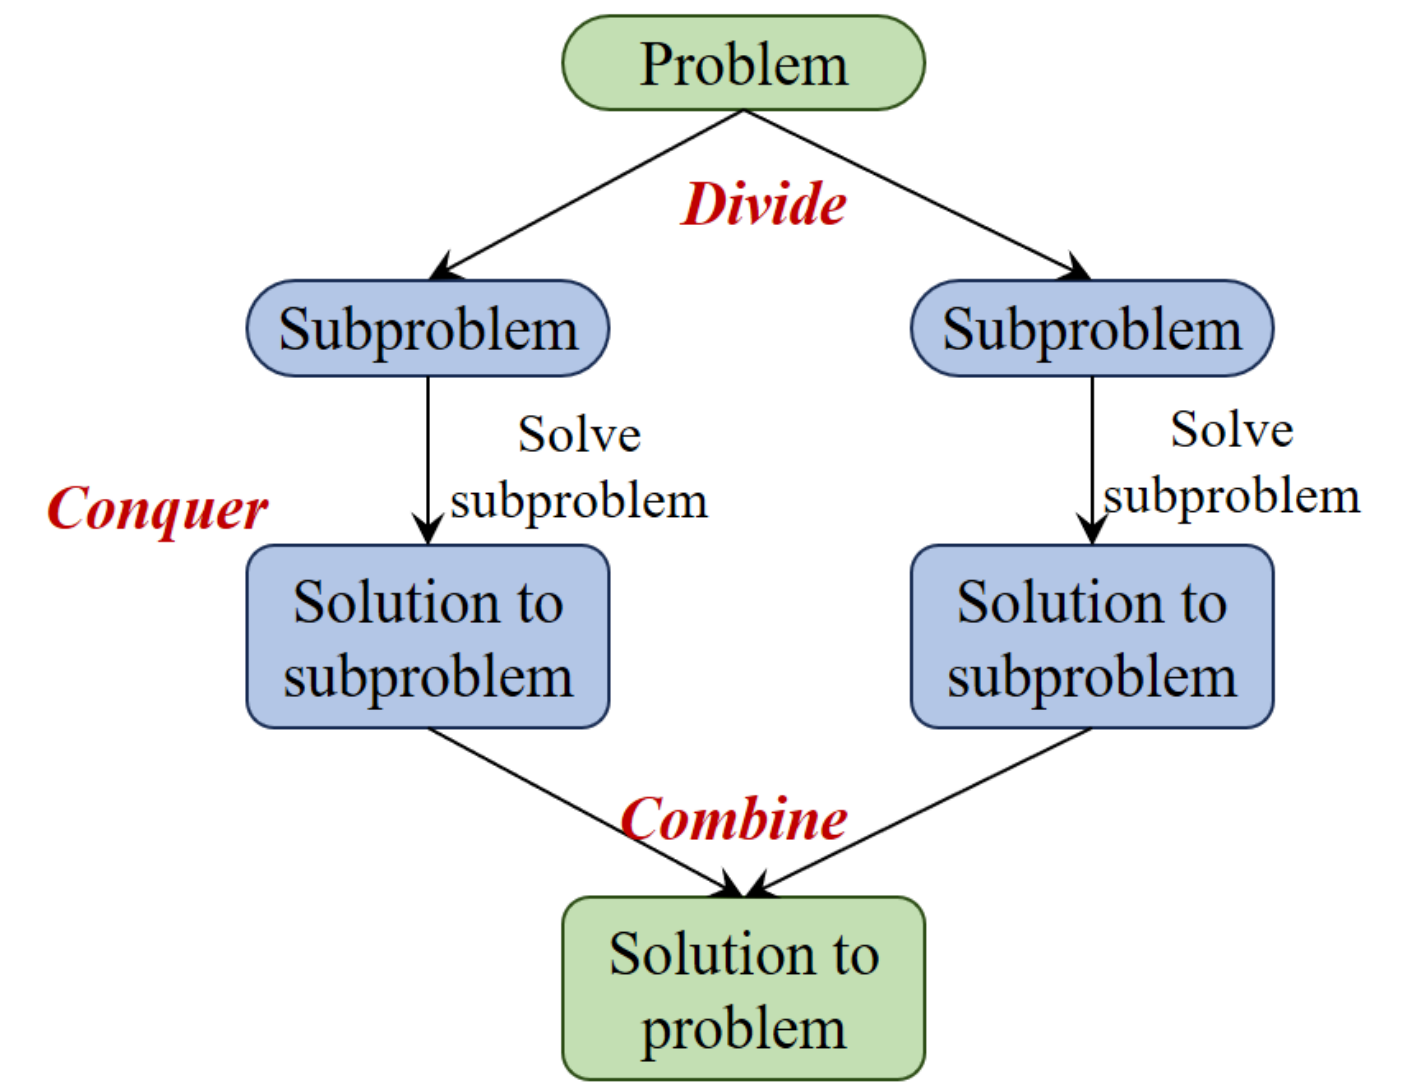 Problem
Divide
Subproblem
Subproblem
Solve
subproblem
Solve
subproblem
Conquer
Solution to
subproblem
Solution to
subproblem
Combine
Solution to
problem